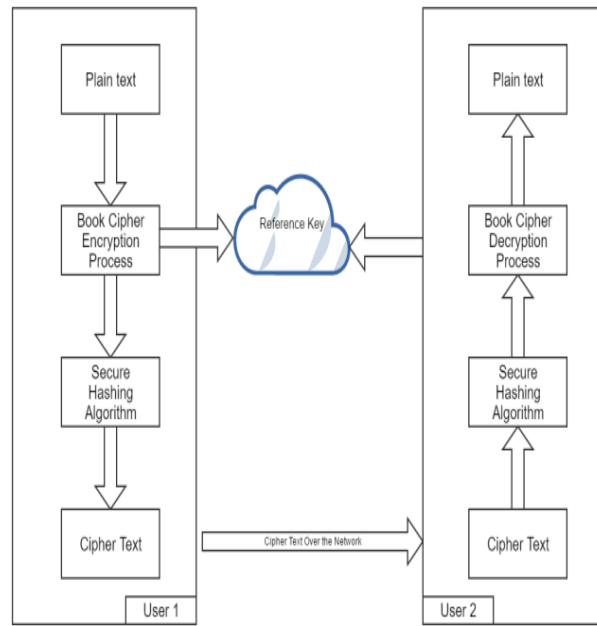 Plain text
Book Cipher
Encryption
Process
Secure
Hashing
Algorithm
Cipher Text
User 1
Reference Key
Cipher Text Over the Network
Plain text
Book Cipher
Decryption
Process
Secure
Hashing
Algorithm
Cipher Text
User 2